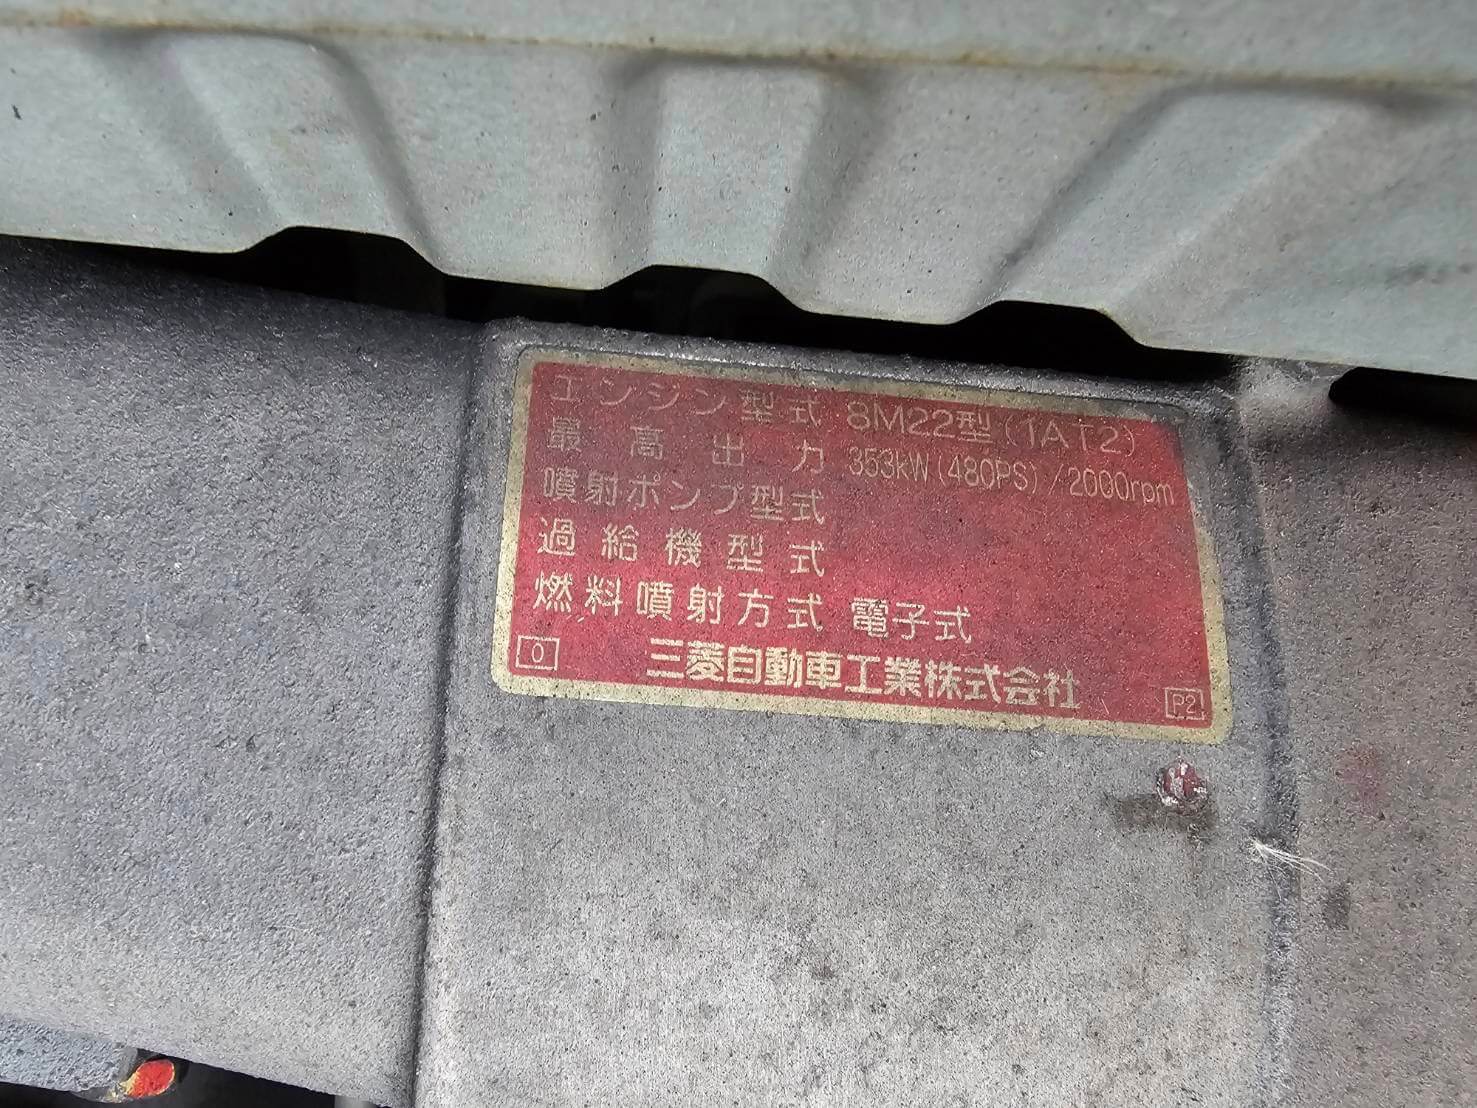 エンジン型式 8M22型(1AT2)
最高出力 353kW(480PS)/2000rpm
噴射ポンプ型式
過給機型式
燃料噴射方式 電子式
0 三菱自動車工業株式会社 P2